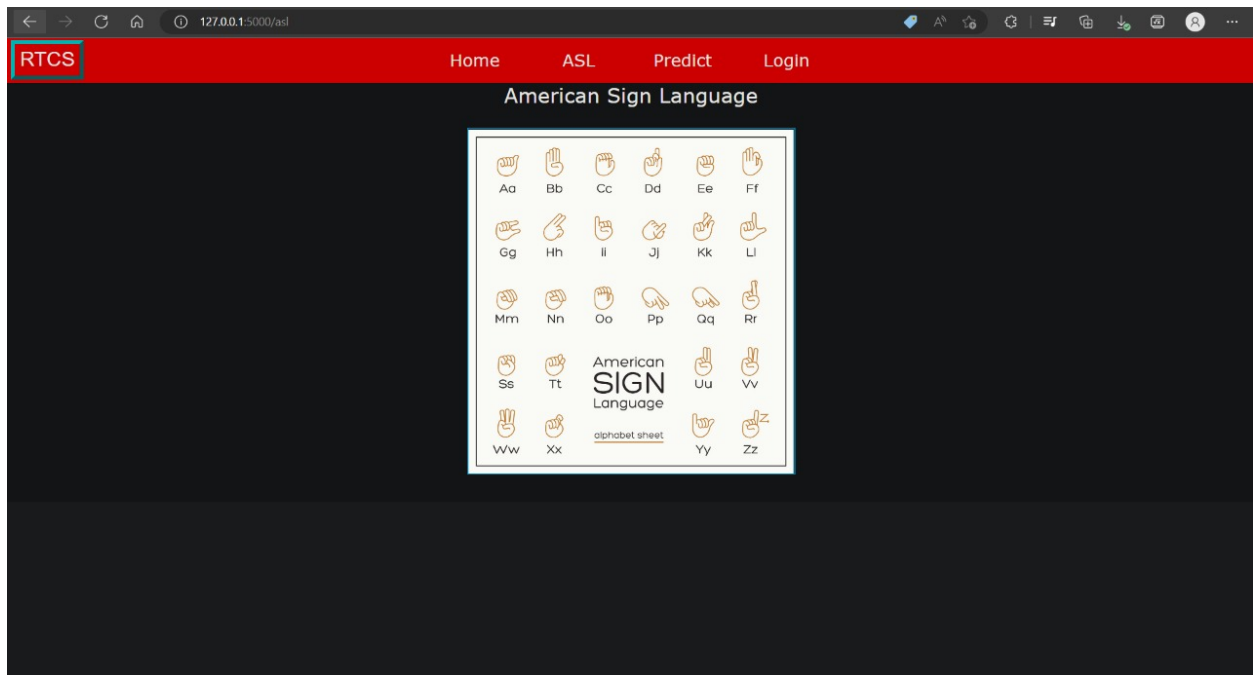 127.0.0.1:5000/asl
RTCS
Home ASL Predict Login
American Sign Language
Aa Bb Cc Dd Ee Ff
Gg Hh Ii Jj Kk Ll
Mm Nn Oo Pp Qq Rr
American
SIGN
Language
Ss Tt Uu Vv
alphabet sheet
Z
Ww Xx Yy Zz